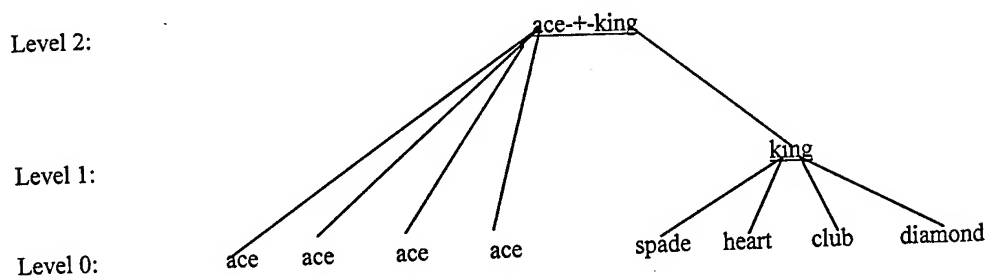 Level 2: ace-+-king
Level 1: king
Level 0: ace ace ace ace spade heart club diamond